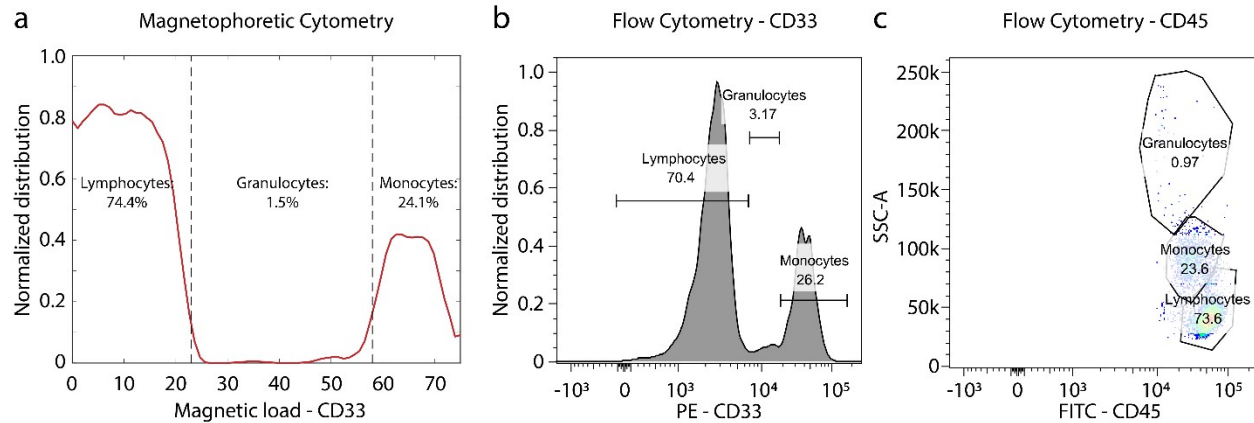 a
Magnetophoretic Cytometry
1.0
0.8
0.6
0.4
0.2
0
Normalized distribution
Lymphocytes:
74.4%
Granulocytes:
1.5%
Monocytes:
24.1%
0 10 20 30 40 50 60 70
Magnetic load - CD33
b
Flow Cytometry - CD33
1.0
0.8
0.6
0.4
0.2
0
Normalized distribution
Granulocytes
3.17
Lymphocytes
70.4
Monocytes
26.2
-10³ 0 10³ 10⁴ 10⁵
PE - CD33
c
Flow Cytometry - CD45
250k
200k
150k
100k
50k
0
SSC-A
Granulocytes
0.97
Monocytes
23.6
Lymphocytes
73.6
-10³ 0 10³ 10⁴ 10⁵
FITC - CD45